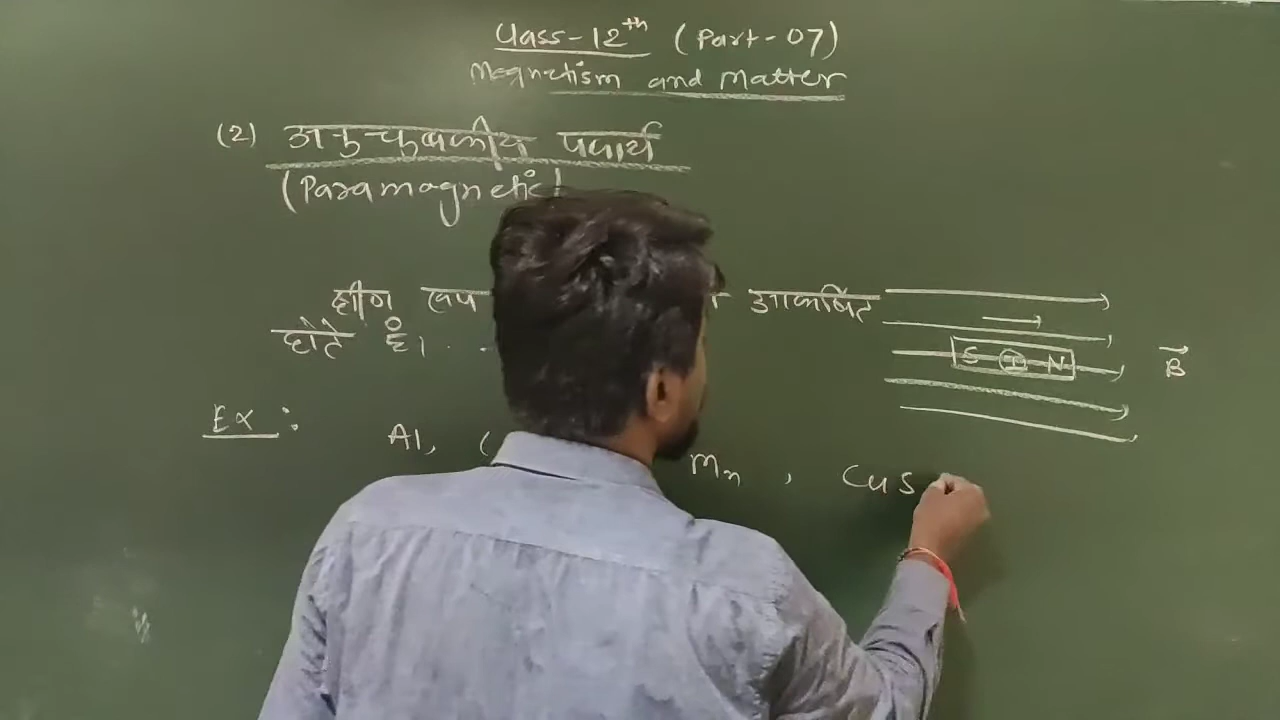 Class-12th (Part-07)
Magnetism and Matter
(2) अनुचुम्बकीय पदार्थ
(Paramagnetic)
क्षीण रूप आकर्षित
होते हैं। ..
S I N
B
Ex : Al, Mn , CuS